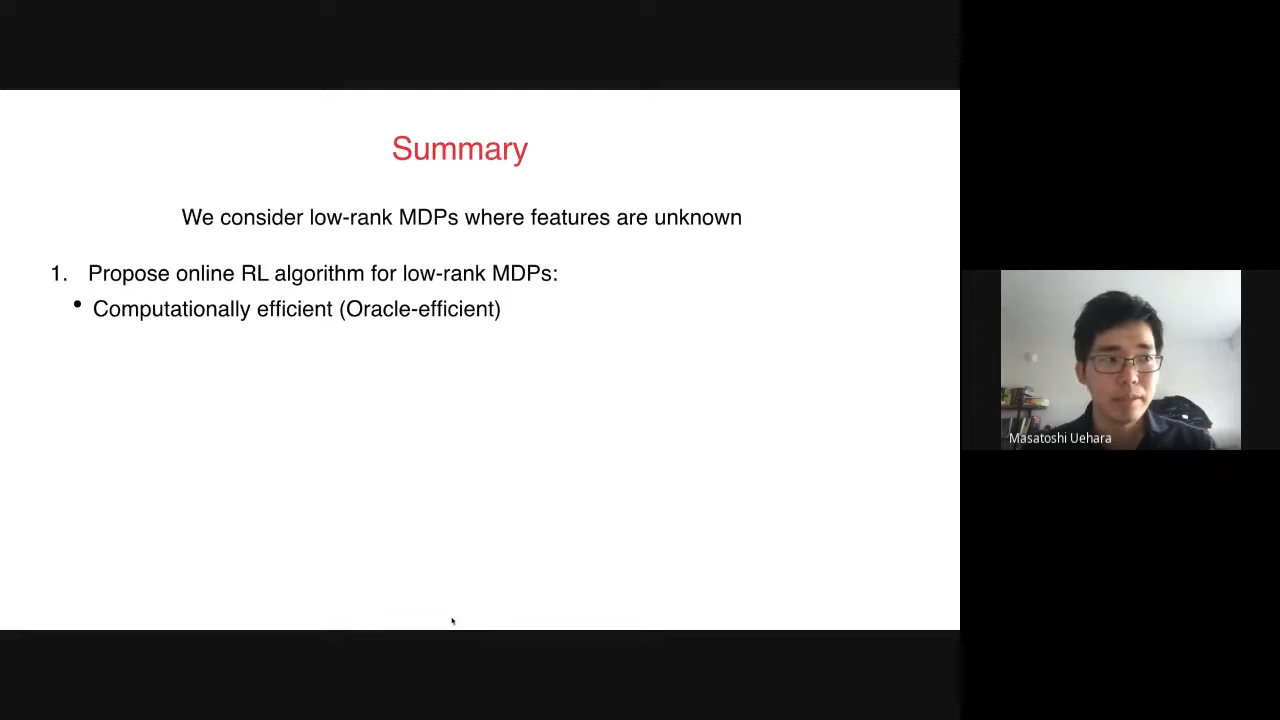 Summary
We consider low-rank MDPs where features are unknown
1. Propose online RL algorithm for low-rank MDPs:
• Computationally efficient (Oracle-efficient)
Masatoshi Uehara